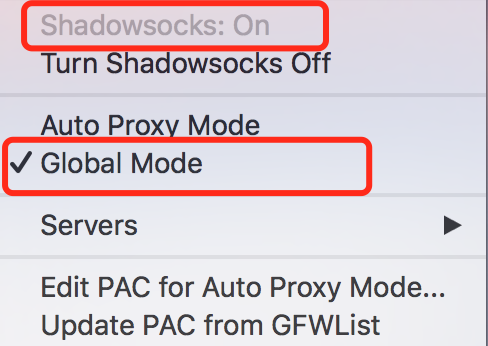 Shadowsocks: On
Turn Shadowsocks Off
Auto Proxy Mode
✓ Global Mode
Servers ▶
Edit PAC for Auto Proxy Mode...
Update PAC from GFWList